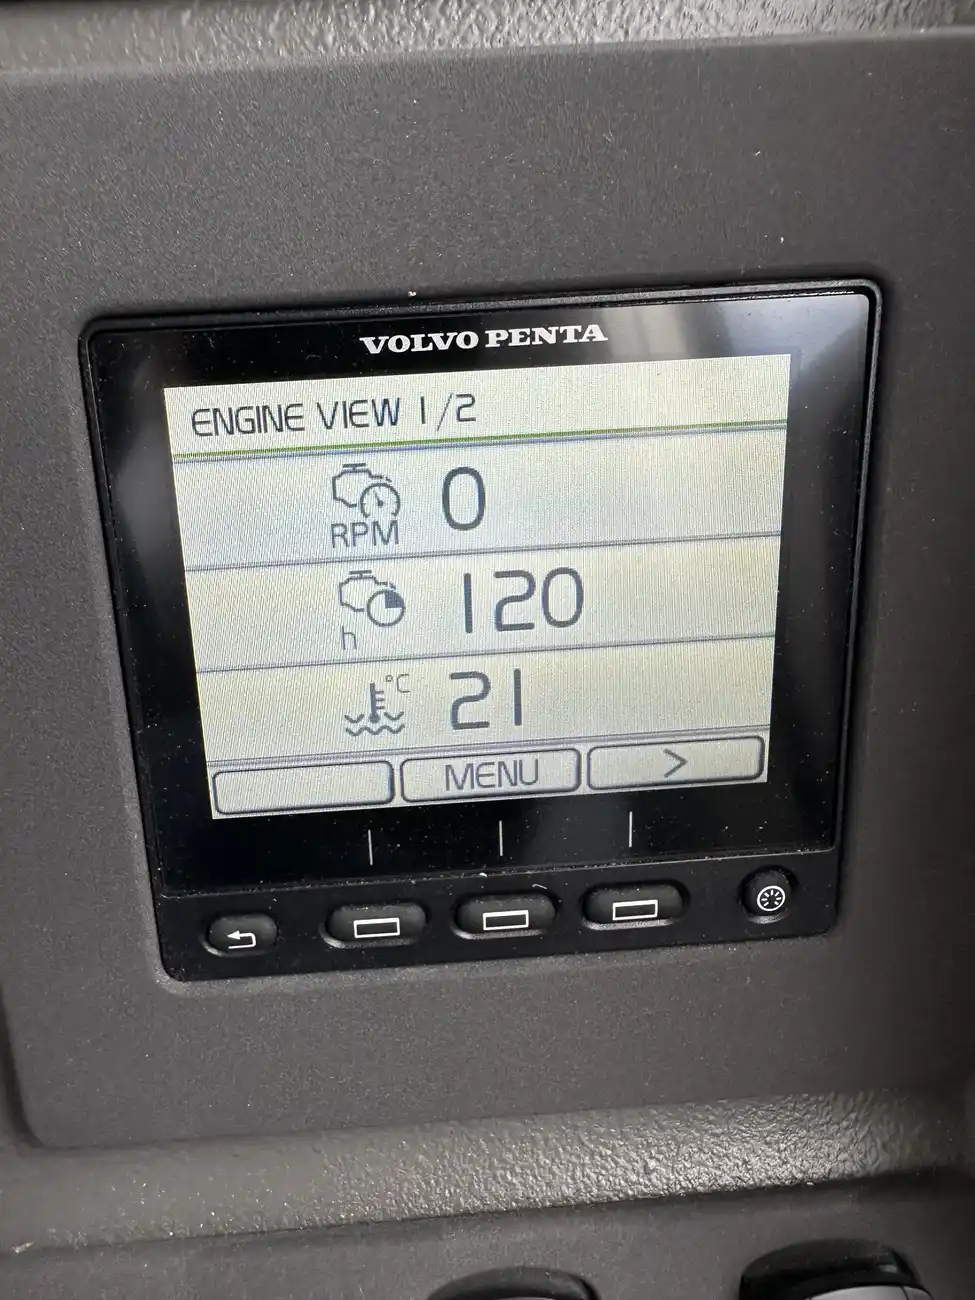 VOLVO PENTA
ENGINE VIEW 1/2
RPM 0
h 120
°C 21
MENU >